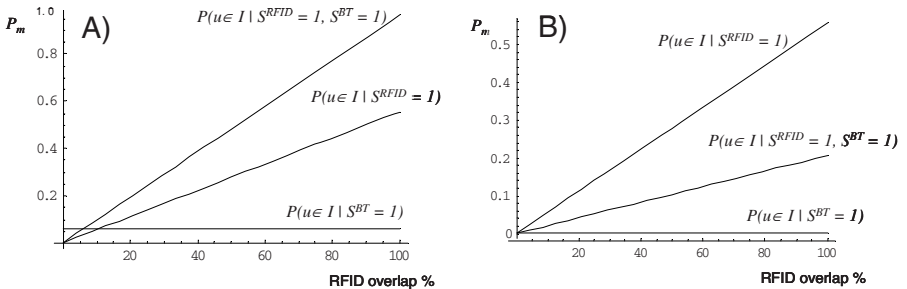 A)
P_m
1.0
0.8
0.6
0.4
0.2
20 40 60 80 100
RFID overlap %
P(u∈ I | S^RFID = 1, S^BT = 1)
P(u∈ I | S^RFID = 1)
P(u∈ I | S^BT = 1)
B)
P_m
0.5
0.4
0.3
0.2
0.1
0
20 40 60 80 100
RFID overlap %
P(u∈ I | S^RFID = 1)
P(u∈ I | S^RFID = 1, S^BT = 1)
P(u∈ I | S^BT = 1)